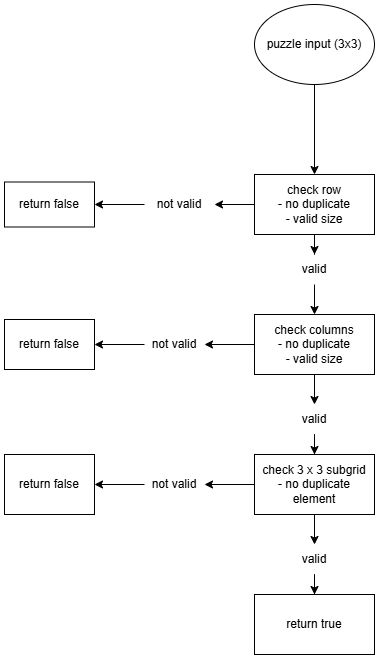 puzzle input (3x3)
return false
not valid
check row
- no duplicate
- valid size
valid
return false
not valid
check columns
- no duplicate
- valid size
valid
return false
not valid
check 3 x 3 subgrid
- no duplicate
element
valid
return true